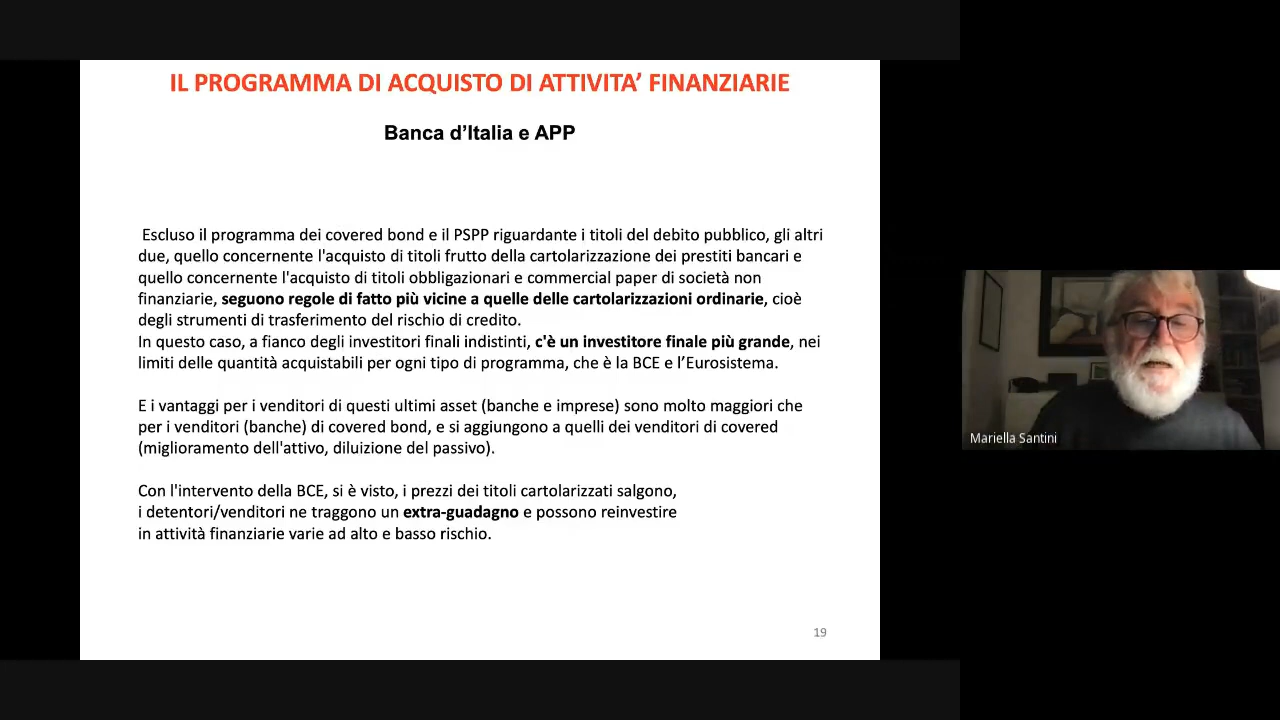 IL PROGRAMMA DI ACQUISTO DI ATTIVITA’ FINANZIARIE
Banca d’Italia e APP
Escluso il programma dei covered bond e il PSPP riguardante i titoli del debito pubblico, gli altri
due, quello concernente l'acquisto di titoli frutto della cartolarizzazione dei prestiti bancari e
quello concernente l'acquisto di titoli obbligazionari e commercial paper di società non
finanziarie, seguono regole di fatto più vicine a quelle delle cartolarizzazioni ordinarie, cioè
degli strumenti di trasferimento del rischio di credito.
In questo caso, a fianco degli investitori finali indistinti, c'è un investitore finale più grande, nei
limiti delle quantità acquistabili per ogni tipo di programma, che è la BCE e l’Eurosistema.
E i vantaggi per i venditori di questi ultimi asset (banche e imprese) sono molto maggiori che
per i venditori (banche) di covered bond, e si aggiungono a quelli dei venditori di covered
(miglioramento dell'attivo, diluizione del passivo).
Con l'intervento della BCE, si è visto, i prezzi dei titoli cartolarizzati salgono,
i detentori/venditori ne traggono un extra-guadagno e possono reinvestire
in attività finanziarie varie ad alto e basso rischio.
19
Mariella Santini